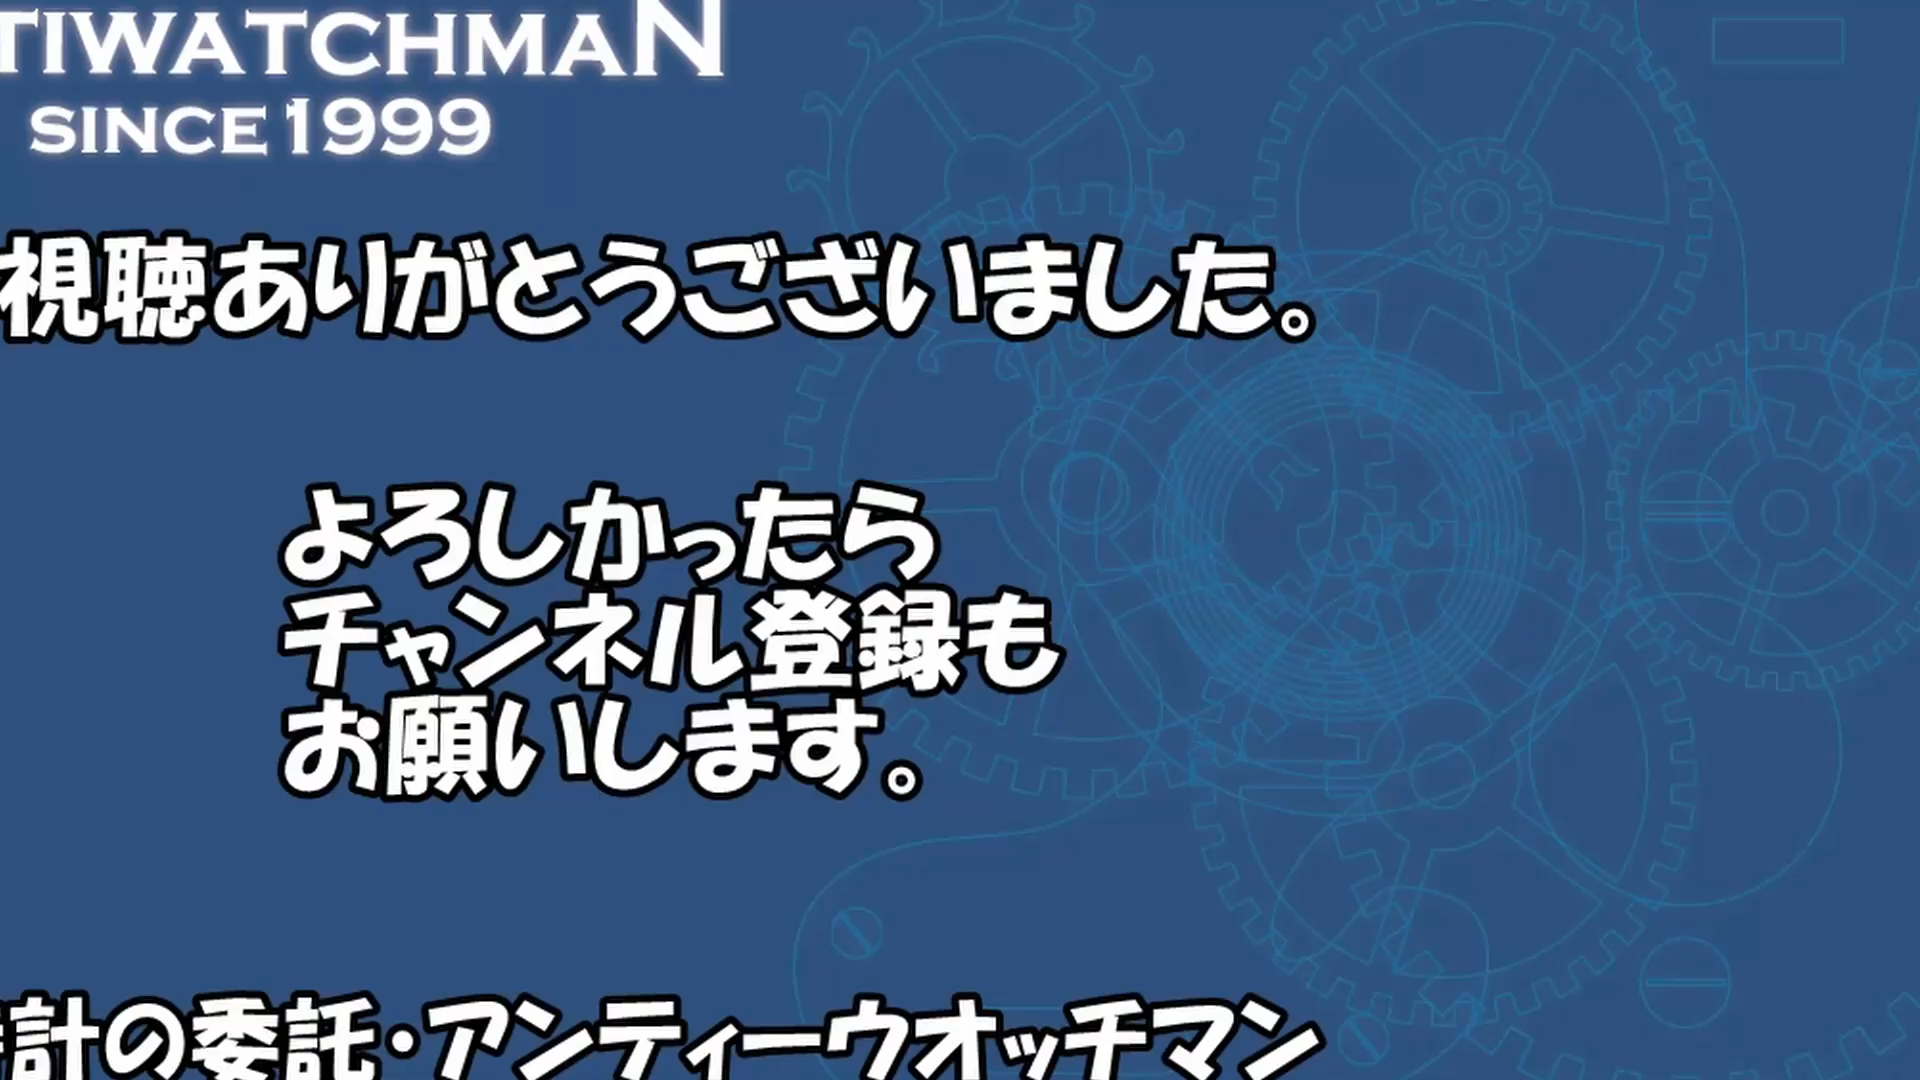 TIWATCHMAN
SINCE 1999
視聴ありがとうございました。
よろしかったら
チャンネル登録も
お願いします。
計の委託・アンティーウオッチマン